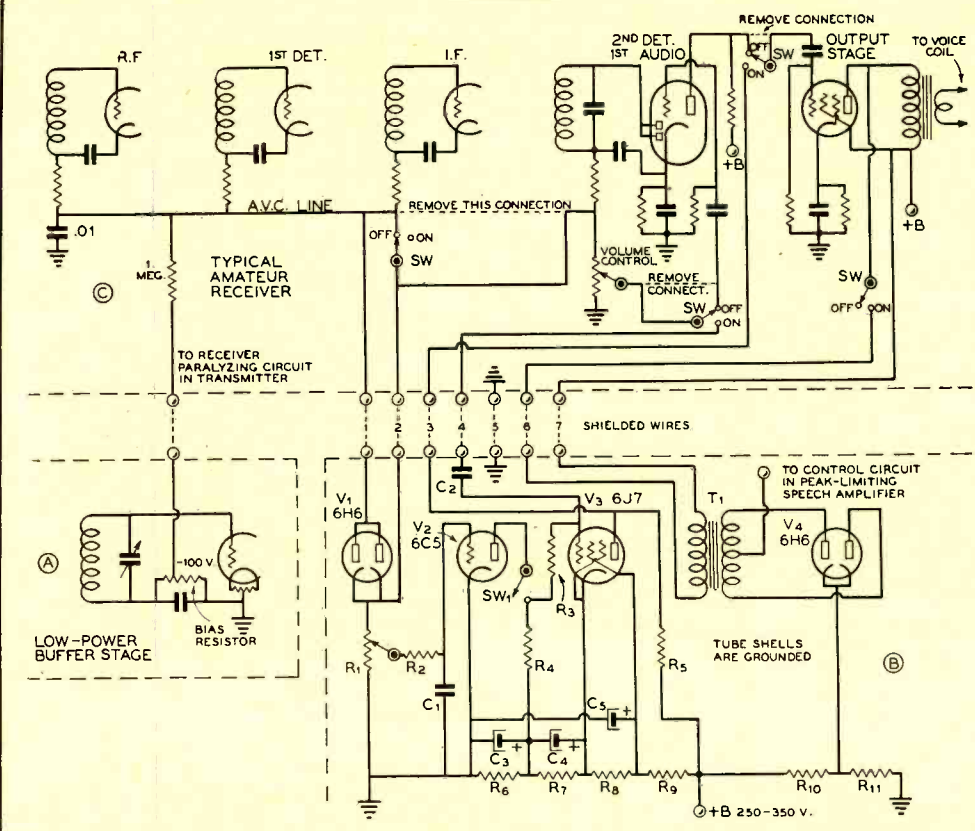 REMOVE CONNECTION
R.F
1ST DET.
I.F.
2ND DET.
1ST AUDIO
OFF
SW
ON
OUTPUT
STAGE
TO VOICE
COIL
+B
+B
A.V.C. LINE
REMOVE THIS CONNECTION
.01
1.
MEG.
TYPICAL
AMATEUR
RECEIVER
C
OFF
ON
SW
VOLUME
CONTROL
REMOVE
CONNECT.
SW
OFF
ON
SW
OFF
ON
TO RECEIVER
PARALYZING CIRCUIT
IN TRANSMITTER
2
3
4
5
6
7
SHIELDED WIRES
A
-100 V.
BIAS
RESISTOR
LOW-POWER
BUFFER STAGE
V1
6H6
C2
V2
6C5
SW1
V3 6J7
R3
T1
TO CONTROL CIRCUIT
IN PEAK-LIMITING
SPEECH AMPLIFIER
V4
6H6
TUBE SHELLS
ARE GROUNDED
B
R1
R2
R4
R5
C1
C5 +
C3 +
C4 +
R6
R7
R8
R9
R10
R11
+B 250-350 V.